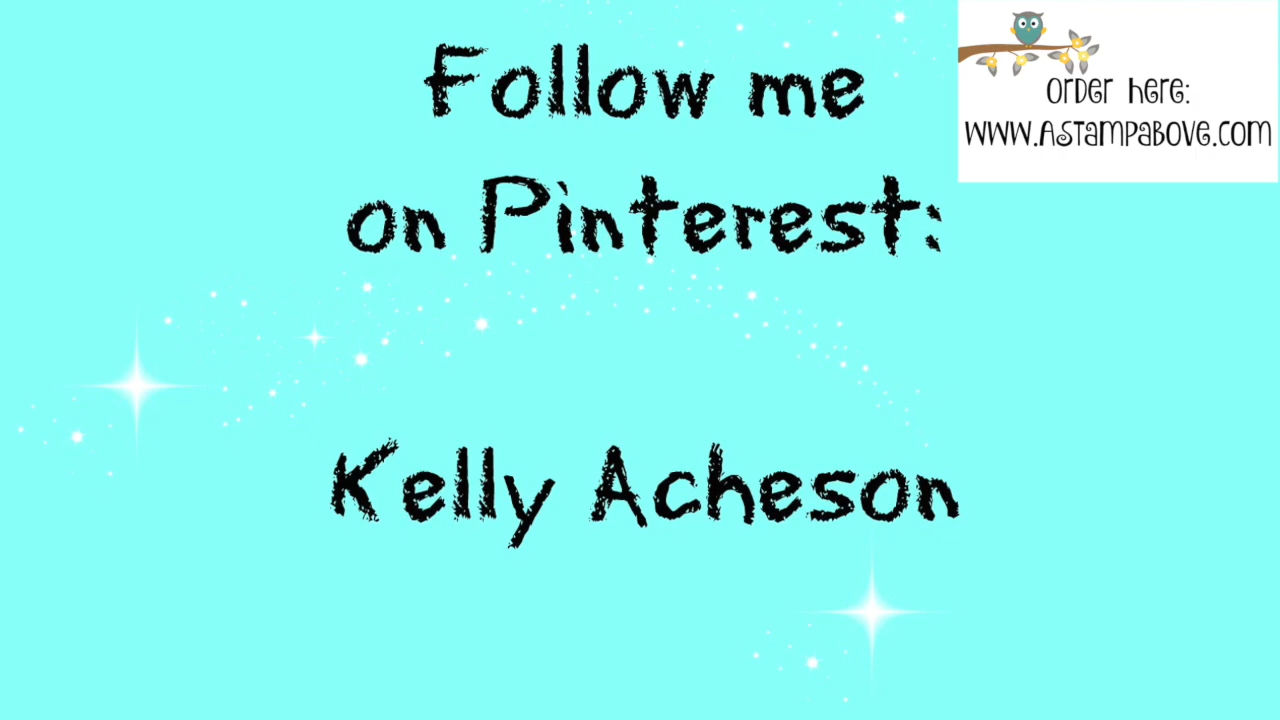 Follow me
on Pinterest:
Kelly Acheson
Order here:
www.AStampAbove.com